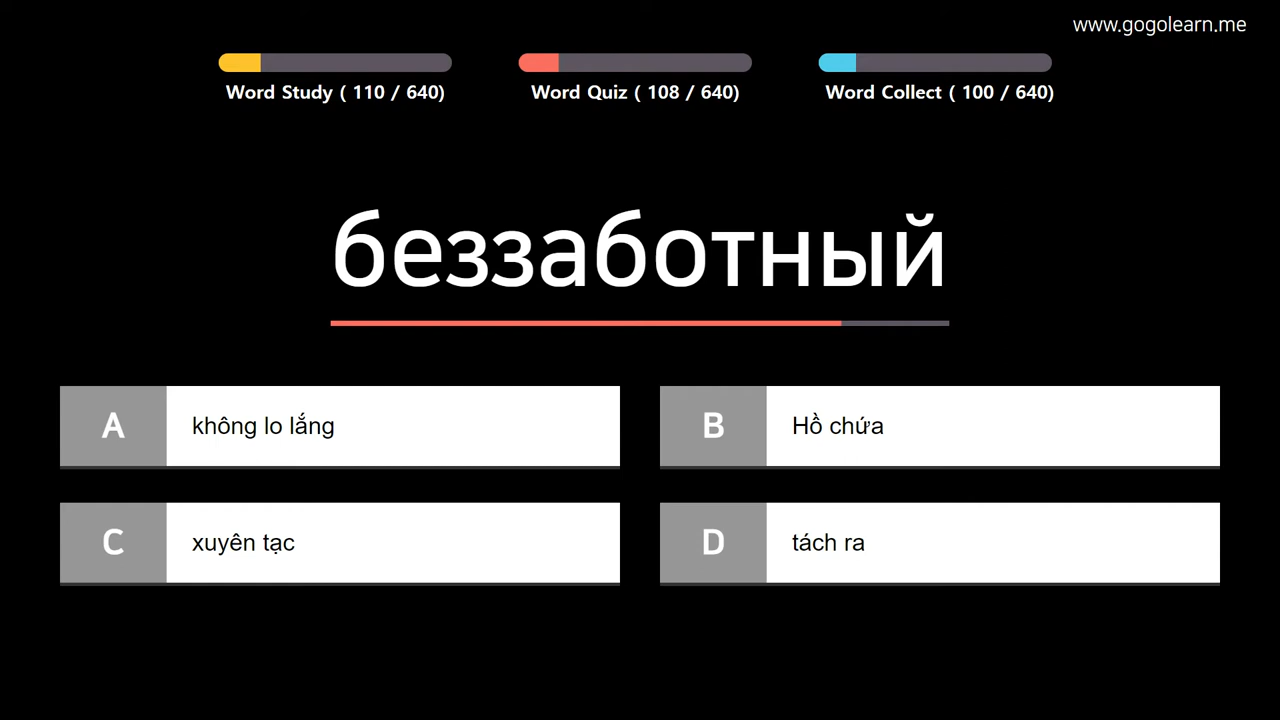 www.gogolearn.me
Word Study ( 110 / 640)
Word Quiz ( 108 / 640)
Word Collect ( 100 / 640)
беззаботный
A không lo lắng
B Hồ chứa
C xuyên tạc
D tách ra